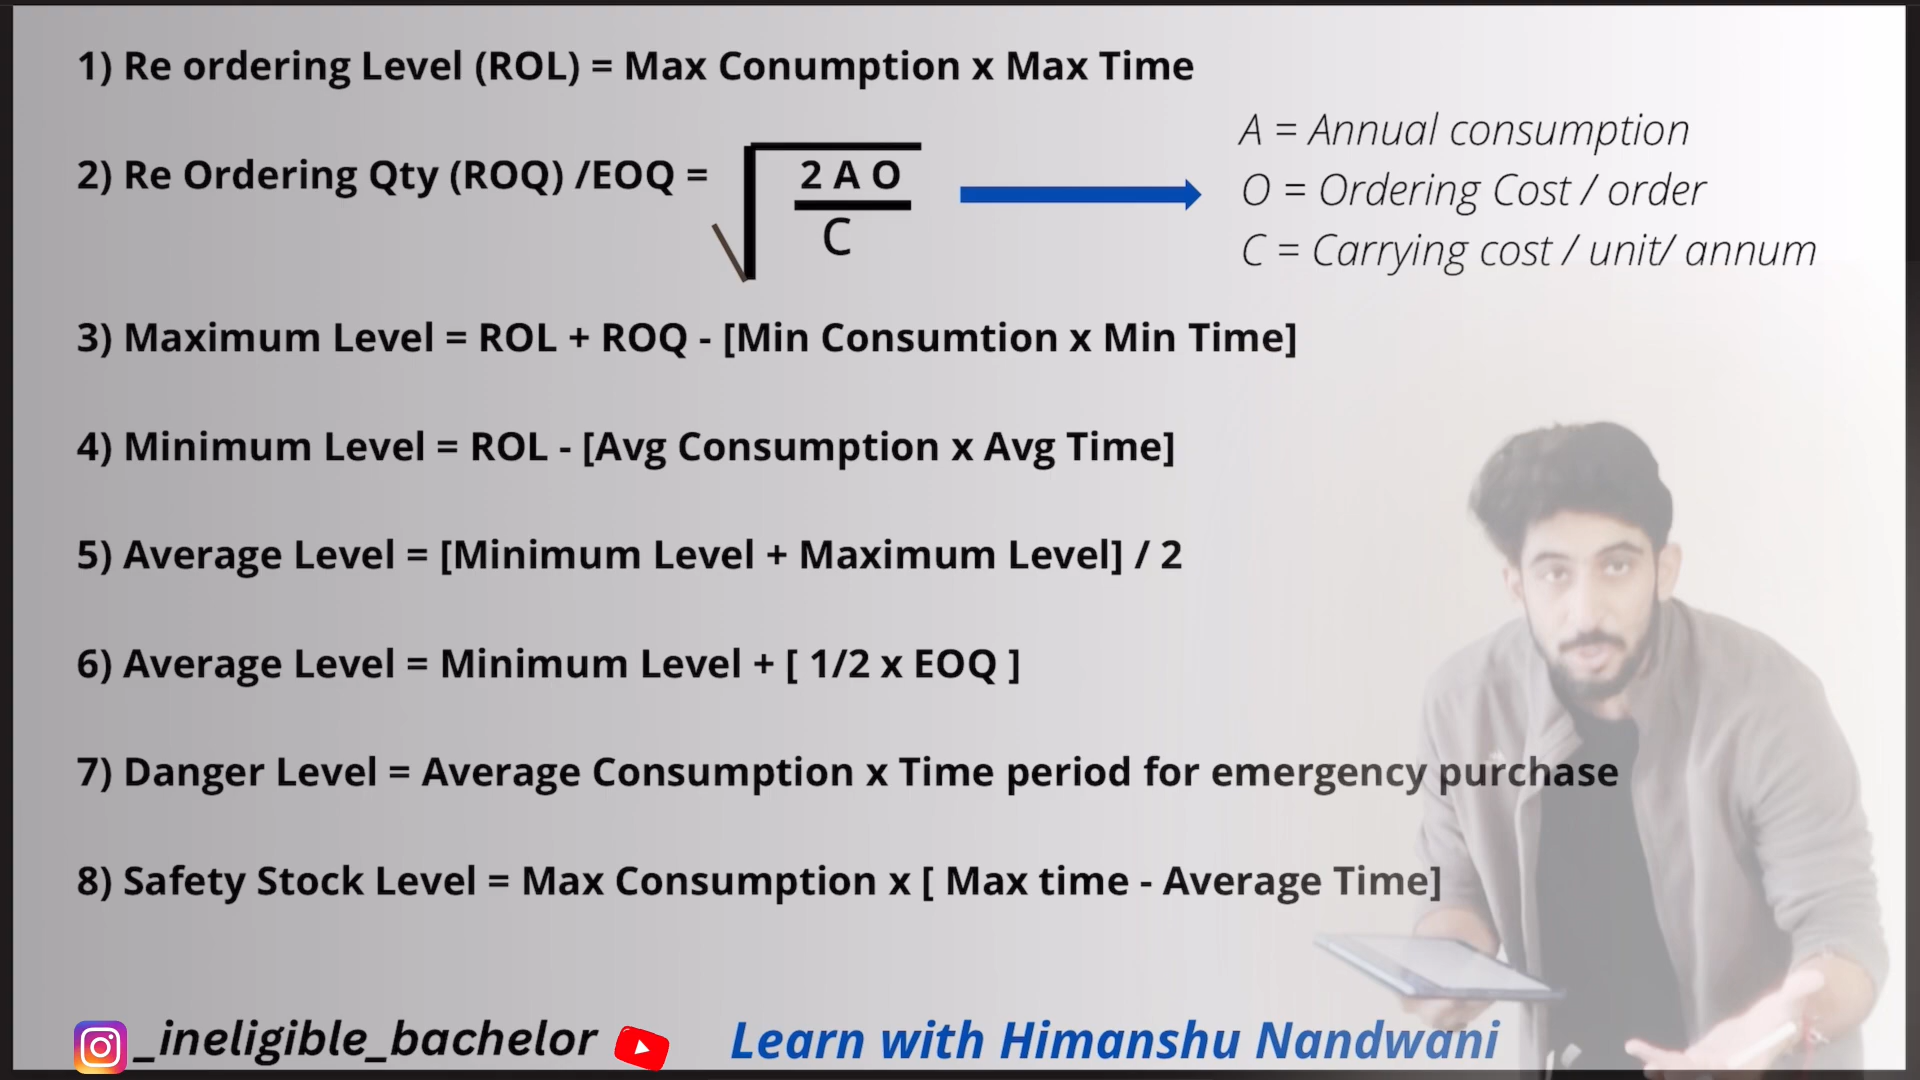 1) Re ordering Level (ROL) = Max Conumption x Max Time
2) Re Ordering Qty (ROQ) /EOQ = √ 2 A O / C
A = Annual consumption
O = Ordering Cost / order
C = Carrying cost / unit/ annum
3) Maximum Level = ROL + ROQ - [Min Consumtion x Min Time]
4) Minimum Level = ROL - [Avg Consumption x Avg Time]
5) Average Level = [Minimum Level + Maximum Level] / 2
6) Average Level = Minimum Level + [ 1/2 x EOQ ]
7) Danger Level = Average Consumption x Time period for emergency purchase
8) Safety Stock Level = Max Consumption x [ Max time - Average Time]
_ineligible_bachelor
Learn with Himanshu Nandwani